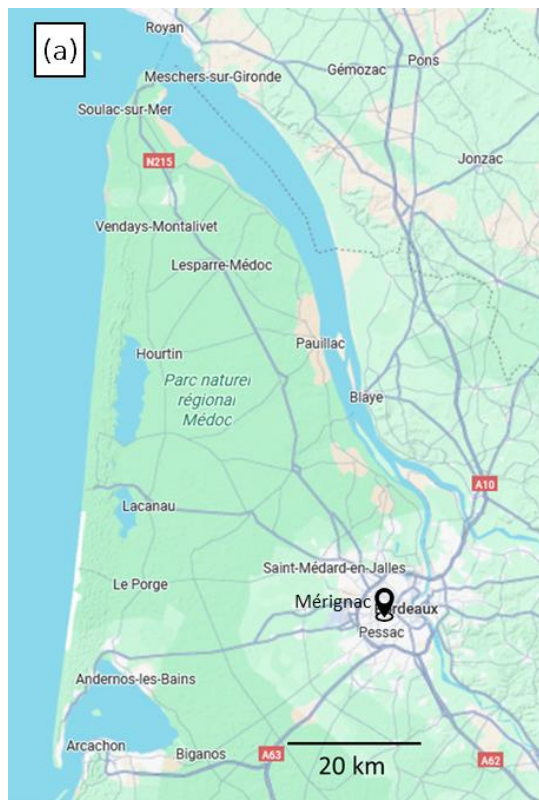 (a)
Royan
Pons
Gémozac
Meschers-sur-Gironde
Soulac-sur-Mer
N215
Jonzac
Vendays-Montalivet
Lesparre-Médoc
Pauillac
Hourtin
Parc naturel
régional
Médoc
Blaye
A10
Lacanau
Saint-Médard-en-Jalles
Le Porge
Mérignac
Pessac
Andernos-les-Bains
Arcachon
Biganos
A63
A62
20 km